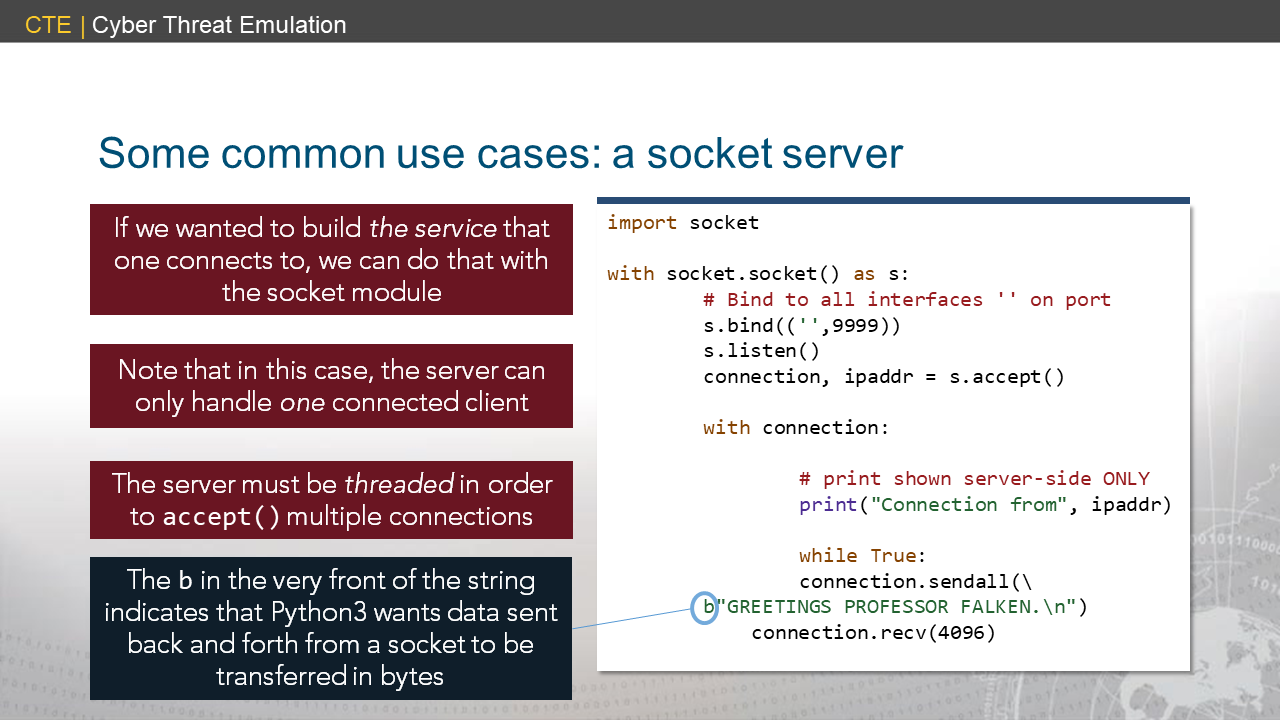 CTE | Cyber Threat Emulation
Some common use cases: a socket server
If we wanted to build the service that
one connects to, we can do that with
the socket module
Note that in this case, the server can
only handle one connected client
The server must be threaded in order
to accept() multiple connections
The b in the very front of the string
indicates that Python3 wants data sent
back and forth from a socket to be
transferred in bytes
import socket
with socket.socket() as s:
# Bind to all interfaces '' on port
s.bind(('',9999))
s.listen()
connection, ipaddr = s.accept()
with connection:
# print shown server-side ONLY
print("Connection from", ipaddr)
while True:
connection.sendall(\
b"GREETINGS PROFESSOR FALKEN.\n")
connection.recv(4096)